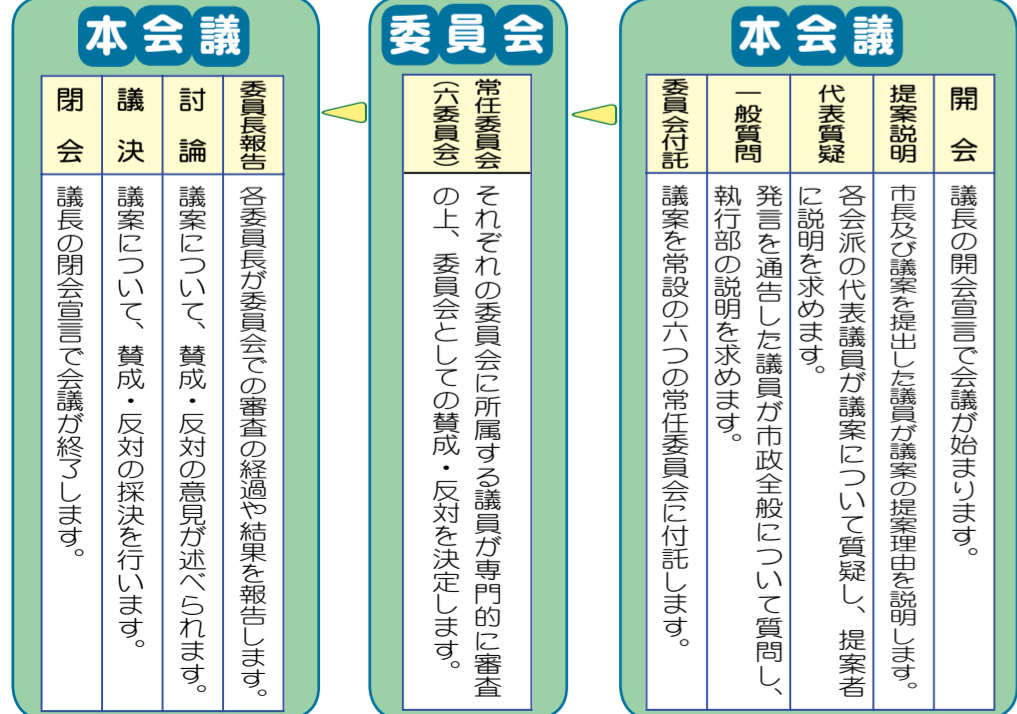 本会議
開会
議長の開会宣言で会議が始まります。
提案説明
市長及び議案を提出した議員が議案の提案理由を説明します。
代表質疑
各会派の代表議員が議案について質疑し、提案者
に説明を求めます。
一般質問
発言を通告した議員が市政全般について質問し、
執行部の説明を求めます。
委員会付託
議案を常設の六つの常任委員会に付託します。
委員会
常任委員会
(六委員会)
それぞれの委員会に所属する議員が専門的に審査
の上、委員会としての賛成・反対を決定します。
本会議
委員長報告
各委員長が委員会での審査の経過や結果を報告します。
討論
議案について、賛成・反対の意見が述べられます。
議決
議案について、賛成・反対の採決を行います。
閉会
議長の閉会宣言で会議が終了します。